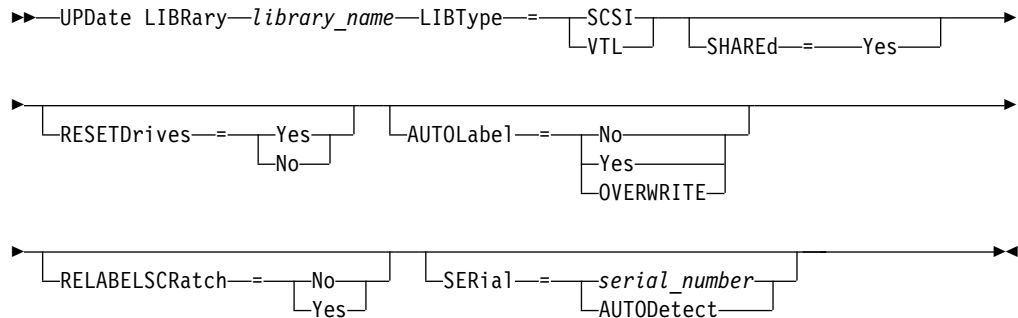 UPDate LIBRary library_name LIBType = SCSI
VTL
SHAREd = Yes
RESETDrives = Yes
No
AUTOLabel = No
Yes
OVERWRITE
RELABELSCRatch = No
Yes
SERial = serial_number
AUTODetect